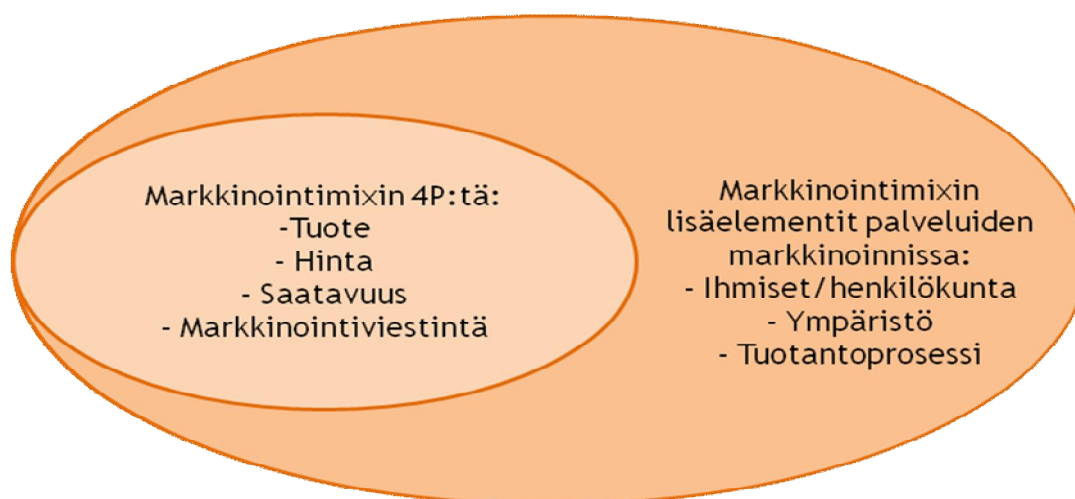 Markkinointimixin 4P:tä:
-Tuote
- Hinta
- Saatavuus
- Markkinointiviestintä
Markkinointimixin
lisäelementit palveluiden
markkinoinnissa:
- Ihmiset/henkilökunta
- Ympäristö
- Tuotantoprosessi